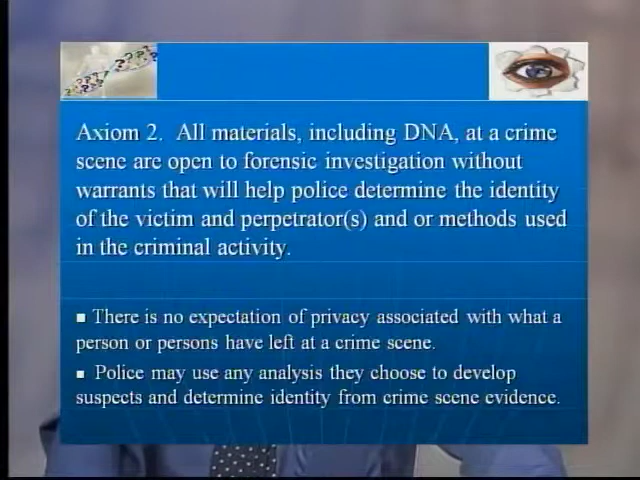 Axiom 2. All materials, including DNA, at a crime
scene are open to forensic investigation without
warrants that will help police determine the identity
of the victim and perpetrator(s) and or methods used
in the criminal activity.
There is no expectation of privacy associated with what a
person or persons have left at a crime scene.
Police may use any analysis they choose to develop
suspects and determine identity from crime scene evidence.